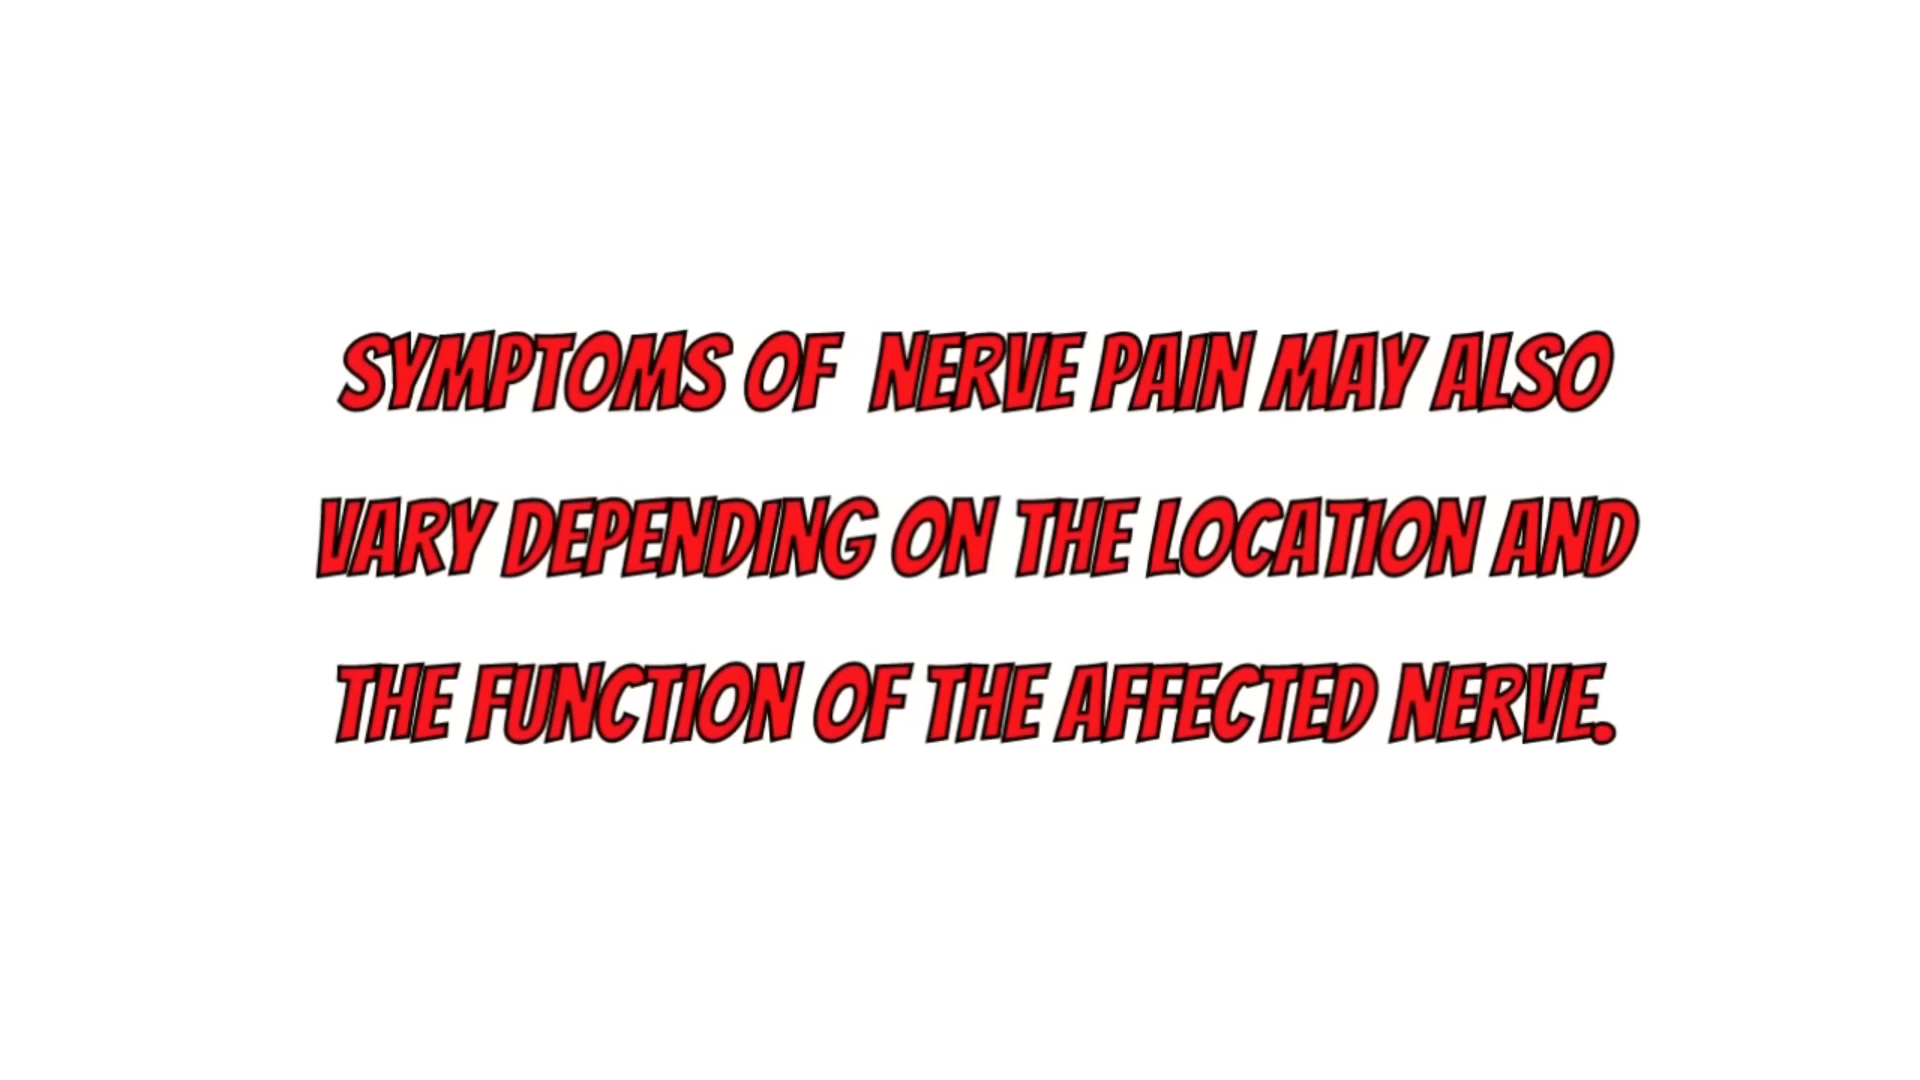 SYMPTOMS OF NERVE PAIN MAY ALSO
VARY DEPENDING ON THE LOCATION AND
THE FUNCTION OF THE AFFECTED NERVE.